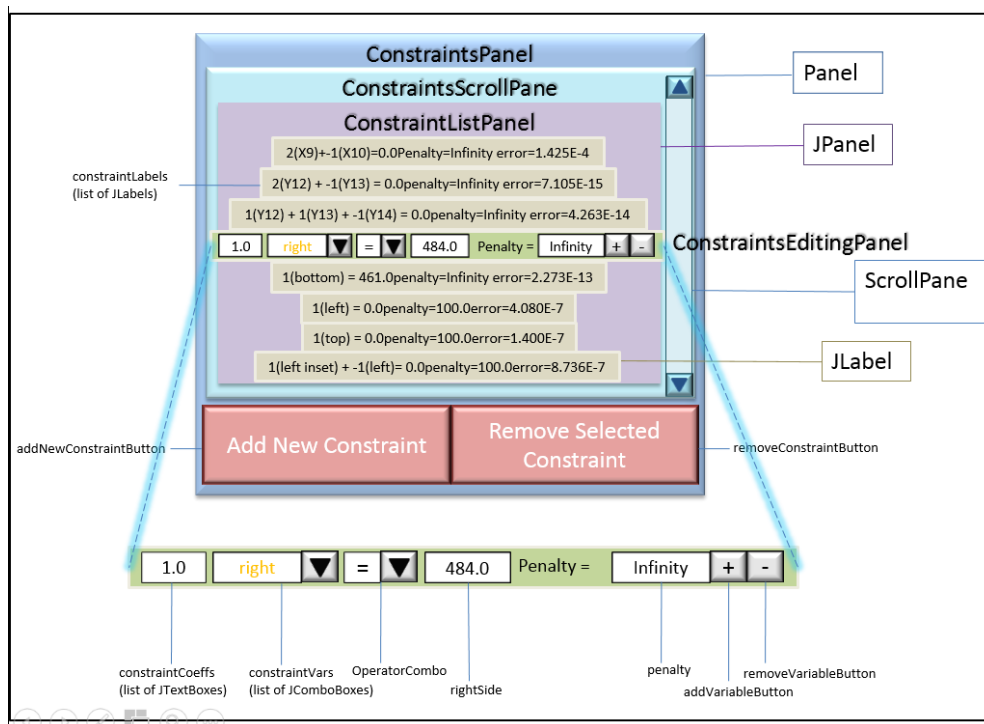 ConstraintsPanel
Panel
ConstraintsScrollPane
ConstraintListPanel
JPanel
2(X9)+-1(X10)=0.0Penalty=Infinity error=1.425E-4
constraintLabels
(list of JLabels)
2(Y12) + -1(Y13) = 0.0penalty=Infinity error=7.105E-15
1(Y12) + 1(Y13) + -1(Y14) = 0.0penalty=Infinity error=4.263E-14
1.0 right = 484.0 Penalty = Infinity + -
ConstraintsEditingPanel
1(bottom) = 461.0penalty=Infinity error=2.273E-13
ScrollPane
1(left) = 0.0penalty=100.0error=4.080E-7
1(top) = 0.0penalty=100.0error=1.400E-7
1(left inset) + -1(left)= 0.0penalty=100.0error=8.736E-7
JLabel
addNewConstraintButton
Add New Constraint
Remove Selected
Constraint
removeConstraintButton
1.0 right = 484.0 Penalty = Infinity + -
constraintCoeffs
(list of JTextBoxes)
constraintVars
(list of JComboBoxes)
OperatorCombo
rightSide
penalty
addVariableButton
removeVariableButton